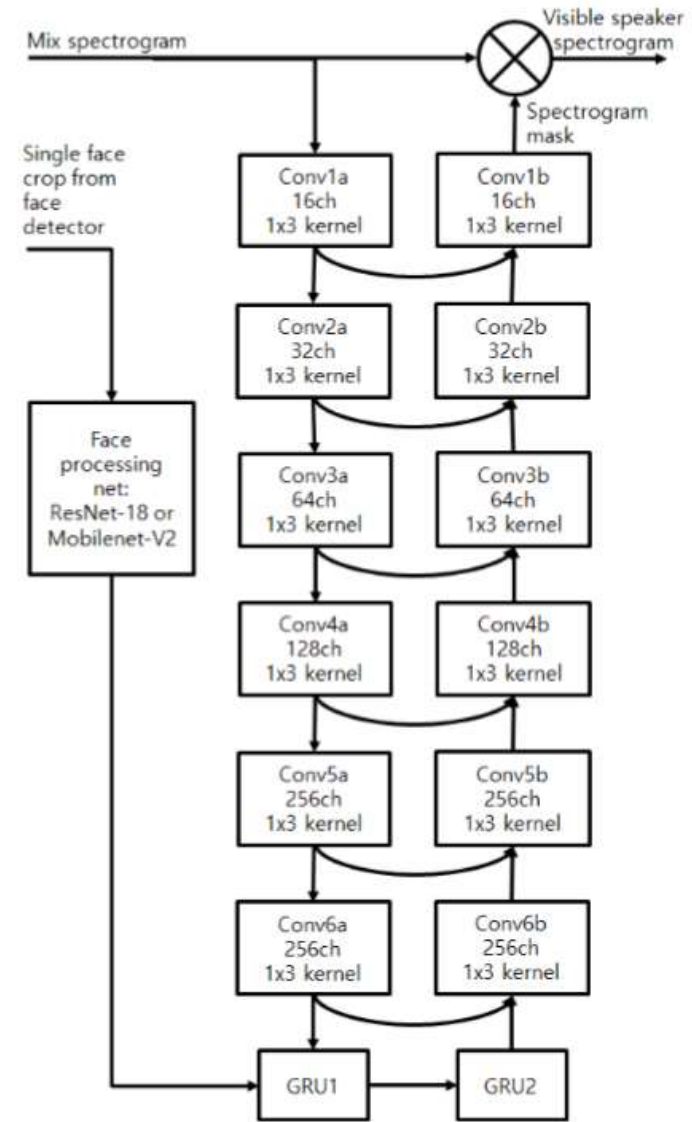 Mix spectrogram
Visible speaker
spectrogram
Spectrogram
mask
Single face
crop from
face
detector
Conv1a
16ch
1x3 kernel
Conv1b
16ch
1x3 kernel
Conv2a
32ch
1x3 kernel
Conv2b
32ch
1x3 kernel
Face
processing
net:
ResNet-18 or
Mobilenet-V2
Conv3a
64ch
1x3 kernel
Conv3b
64ch
1x3 kernel
Conv4a
128ch
1x3 kernel
Conv4b
128ch
1x3 kernel
Conv5a
256ch
1x3 kernel
Conv5b
256ch
1x3 kernel
Conv6a
256ch
1x3 kernel
Conv6b
256ch
1x3 kernel
GRU1
GRU2